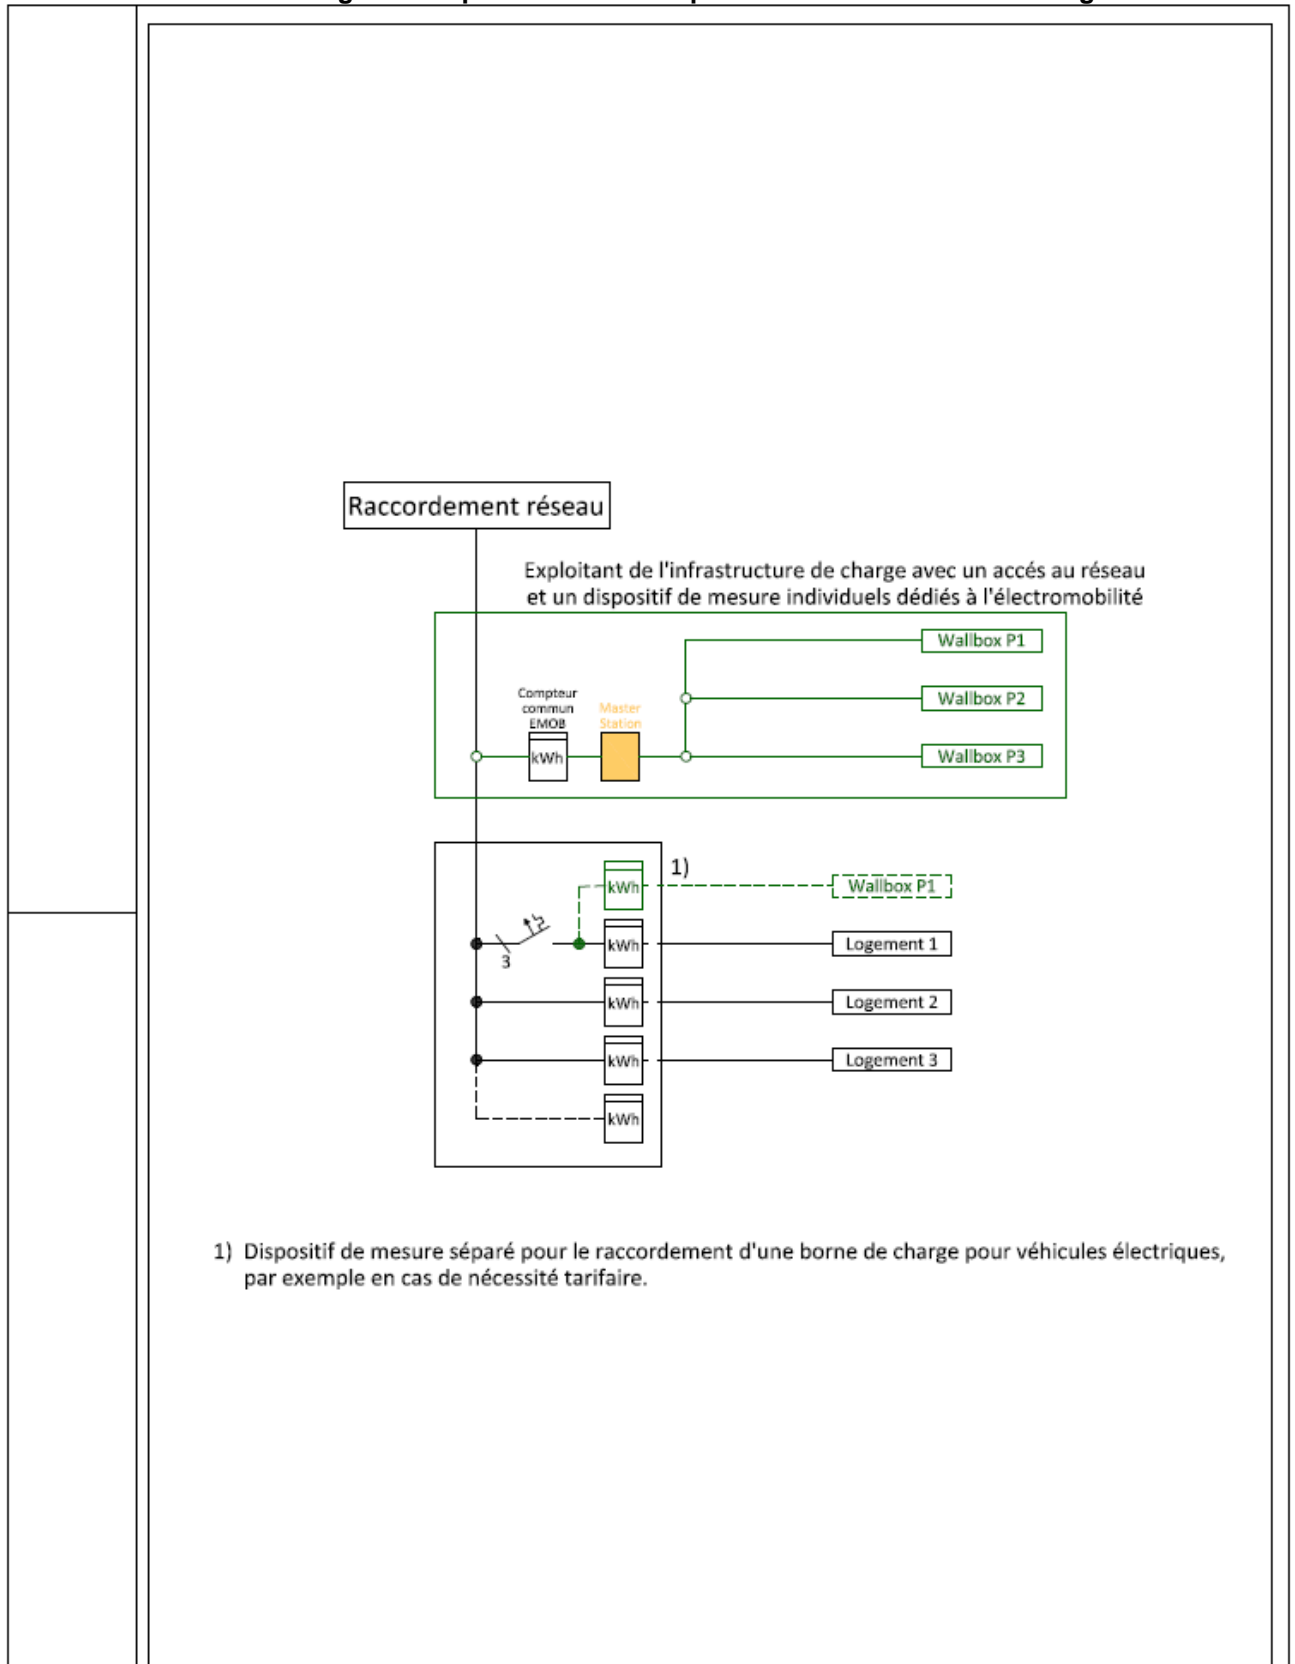 Raccordement réseau
Exploitant de l'infrastructure de charge avec un accés au réseau
et un dispositif de mesure individuels dédiés à l'électromobilité
Wallbox P1
Wallbox P2
Compteur
commun
EMOB
Master
Station
kWh
Wallbox P3
1)
kWh
Wallbox P1
3
kWh
Logement 1
kWh
Logement 2
kWh
Logement 3
kWh
1) Dispositif de mesure séparé pour le raccordement d'une borne de charge pour véhicules électriques,
par exemple en cas de nécessité tarifaire.